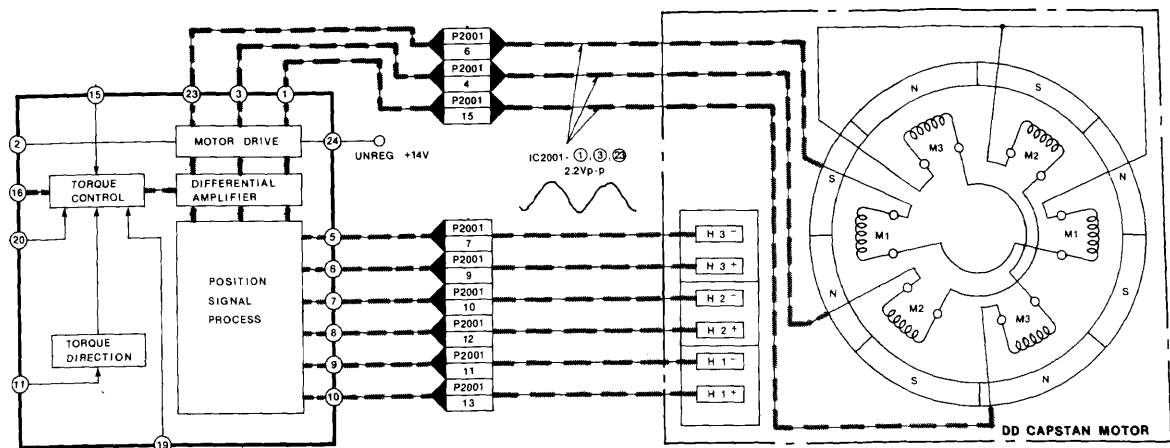 P2001
6
P2001
4
P2001
15
15
23
3
1
2
MOTOR DRIVE
24
UNREG +14V
16
TORQUE CONTROL
DIFFERENTIAL AMPLIFIER
20
IC2001- ①, ③, ㉓
2.2Vp-p
POSITION SIGNAL PROCESS
5
P2001
7
H 3 -
6
P2001
9
H 3 +
7
P2001
10
H 2 -
8
P2001
12
H 2 +
9
P2001
11
H 1 -
10
P2001
13
H 1 +
TORQUE DIRECTION
11
19
N
S
M3
M2
S
N
M1
M1
N
S
M2
M3
S
N
DD CAPSTAN MOTOR